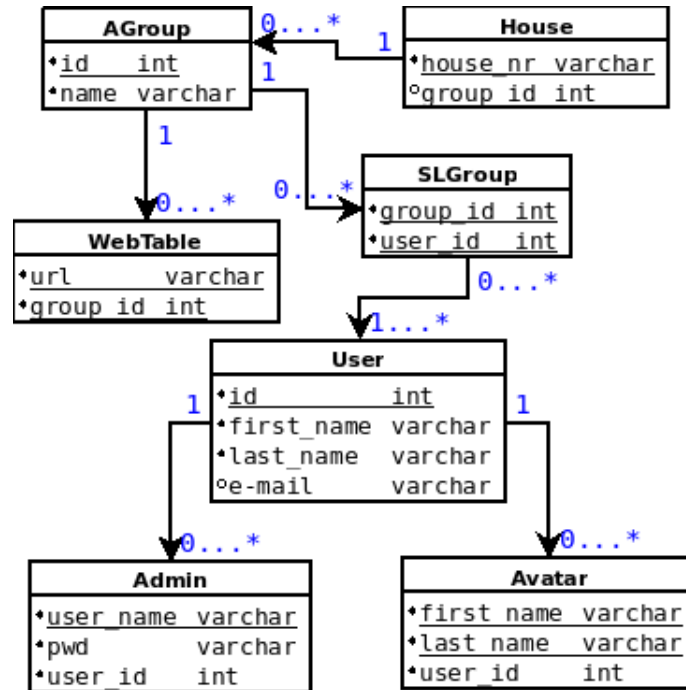 AGroup
id int
name varchar
0...*
1
House
house_nr varchar
group_id int
1
1
0...*
0...*
SLGroup
group_id int
user_id int
WebTable
url varchar
group_id int
0...*
1...*
User
id int
first_name varchar
last_name varchar
e-mail varchar
1
1
0...*
0...*
Admin
user_name varchar
pwd varchar
user_id int
Avatar
first_name varchar
last_name varchar
user_id int